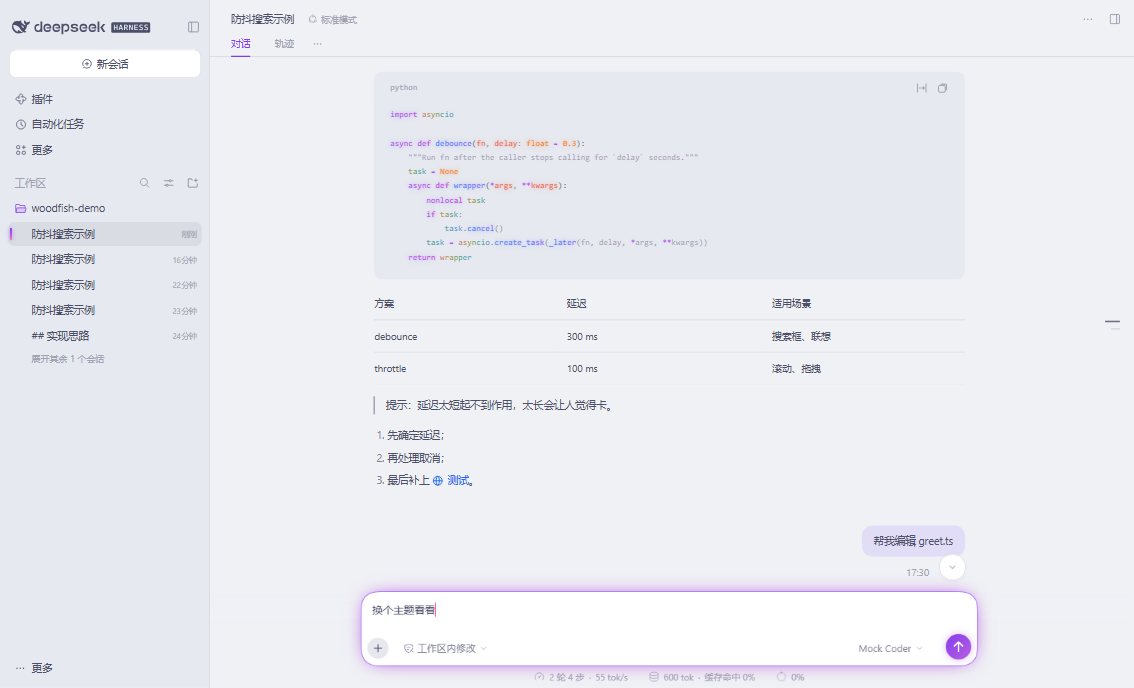 deepseek HARNESS
新会话
插件
自动化任务
更多
工作区
woodfish-demo
防抖搜索示例 刚刚
防抖搜索示例 16分钟
防抖搜索示例 22分钟
防抖搜索示例 23分钟
## 实现思路 24分钟
展开其余 1 个会话
··· 更多
防抖搜索示例 标准模式 ···
对话 轨迹 ···
python
import asyncio
async def debounce(fn, delay: float = 0.3):
"""Run fn after the caller stops calling for `delay` seconds."""
task = None
async def wrapper(*args, **kwargs):
nonlocal task
if task:
task.cancel()
task = asyncio.create_task(_later(fn, delay, *args, **kwargs))
return wrapper
方案 延迟 适用场景
debounce 300 ms 搜索框、联想
throttle 100 ms 滚动、拖拽
提示：延迟太短起不到作用，太长会让人觉得卡。
1. 先确定延迟；
2. 再处理取消；
3. 最后补上 测试。
帮我编辑 greet.ts
17:30
换个主题看看
工作区内修改 Mock Coder
2 轮 4 步 · 55 tok/s 600 tok · 缓存命中 0% 0%